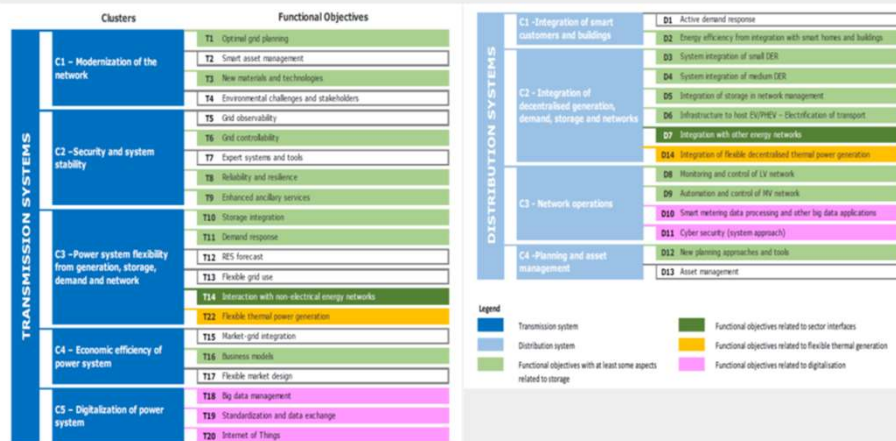 Clusters
Functional Objectives
TRANSMISSION SYSTEMS
C1 – Modernization of the
network
T1 Optimal grid planning
T2 Smart asset management
T3 New materials and technologies
T4 Environmental challenges and stakeholders
C2 –Security and system
stability
T5 Grid observability
T6 Grid controllability
T7 Expert systems and tools
T8 Reliability and resilience
T9 Enhanced ancillary services
C3 –Power system flexibility
from generation, storage,
demand and network
T10 Storage integration
T11 Demand response
T12 RES forecast
T13 Flexible grid use
T14 Interaction with non-electrical energy networks
T22 Flexible thermal power generation
C4 – Economic efficiency of
power system
T15 Market-grid integration
T16 Business models
T17 Flexible market design
C5 – Digitalization of power
system
T18 Big data management
T19 Standardization and data exchange
T20 Internet of Things
DISTRIBUTION SYSTEMS
C1 -Integration of smart
customers and buildings
D1 Active demand response
D2 Energy efficiency from integration with smart homes and buildings
C2 - Integration of
decentralised generation,
demand, storage and networks
D3 System integration of small DER
D4 System integration of medium DER
D5 Integration of storage in network management
D6 Infrastructure to host EV/PHEV – Electrification of transport
D7 Integration with other energy networks
D14 Integration of flexible decentralised thermal power generation
C3 - Network operations
D8 Monitoring and control of LV network
D9 Automation and control of MV network
D10 Smart metering data processing and other big data applications
D11 Cyber security (system approach)
C4 -Planning and asset
management
D12 New planning approaches and tools
D13 Asset management
Legend
Transmission system
Distribution system
Functional objectives with at least some aspects
related to storage
Functional objectives related to sector interfaces
Functional objectives related to flexible thermal generation
Functional objectives related to digitalisation